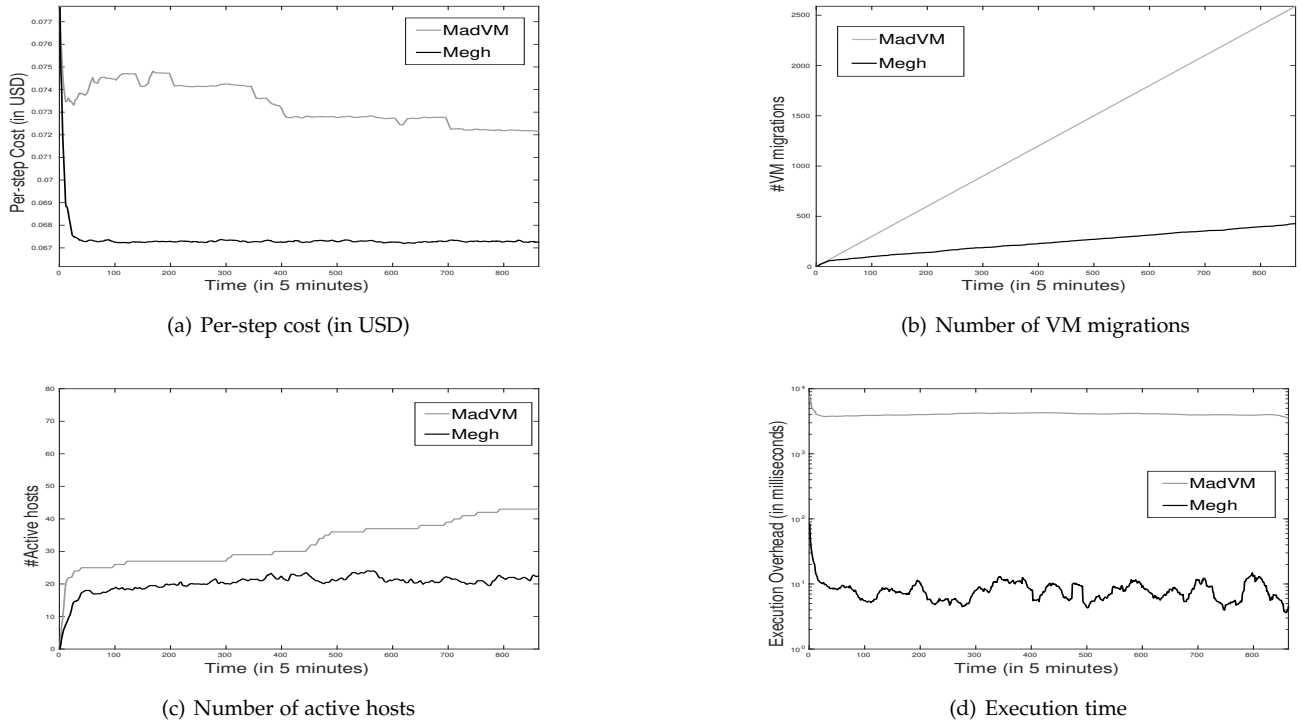 0.077
0.076
0.075
0.074
0.073
0.072
0.071
0.07
0.069
0.068
0.067
Per-step Cost (in USD)
MadVM
Megh
0 100 200 300 400 500 600 700 800
Time (in 5 minutes)
(a) Per-step cost (in USD)
2500
2000
1500
1000
500
0
#VM migrations
MadVM
Megh
0 100 200 300 400 500 600 700 800
Time (in 5 minutes)
(b) Number of VM migrations
80
70
60
50
40
30
20
10
0
#Active hosts
MadVM
Megh
0 100 200 300 400 500 600 700 800
Time (in 5 minutes)
(c) Number of active hosts
10⁴
10³
10²
10¹
10⁰
Execution Overhead (in milliseconds)
MadVM
Megh
0 100 200 300 400 500 600 700 800
Time (in 5 minutes)
(d) Execution time